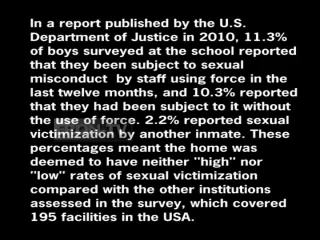 In a report published by the U.S.
Department of Justice in 2010, 11.3%
of boys surveyed at the school reported
that they been subject to sexual
misconduct by staff using force in the
last twelve months, and 10.3% reported
that they had been subject to it without
the use of force. 2.2% reported sexual
victimization by another inmate. These
percentages meant the home was
deemed to have neither "high" nor
"low" rates of sexual victimization
compared with the other institutions
assessed in the survey, which covered
195 facilities in the USA.